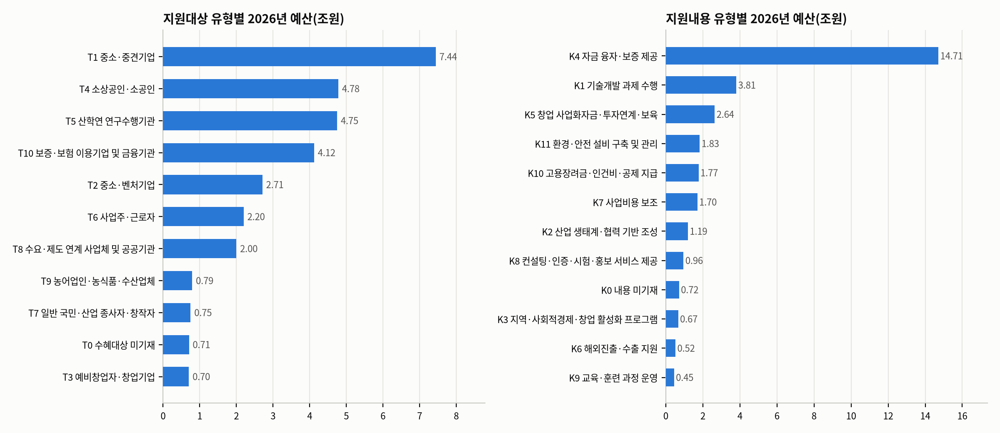 지원대상 유형별 2026년 예산(조원)
T1 중소·중견기업 7.44
T4 소상공인·소공인 4.78
T5 산학연 연구수행기관 4.75
T10 보증·보험 이용기업 및 금융기관 4.12
T2 중소·벤처기업 2.71
T6 사업주·근로자 2.20
T8 수요·제도 연계 사업체 및 공공기관 2.00
T9 농어업인·농식품·수산업체 0.79
T7 일반 국민·산업 종사자·창작자 0.75
T0 수혜대상 미기재 0.71
T3 예비창업자·창업기업 0.70
0 1 2 3 4 5 6 7 8
지원내용 유형별 2026년 예산(조원)
K4 자금 융자·보증 제공 14.71
K1 기술개발 과제 수행 3.81
K5 창업 사업화자금·투자연계·보육 2.64
K11 환경·안전 설비 구축 및 관리 1.83
K10 고용장려금·인건비·공제 지급 1.77
K7 사업비용 보조 1.70
K2 산업 생태계·협력 기반 조성 1.19
K8 컨설팅·인증·시험·홍보 서비스 제공 0.96
K0 내용 미기재 0.72
K3 지역·사회적경제·창업 활성화 프로그램 0.67
K6 해외진출·수출 지원 0.52
K9 교육·훈련 과정 운영 0.45
0 2 4 6 8 10 12 14 16